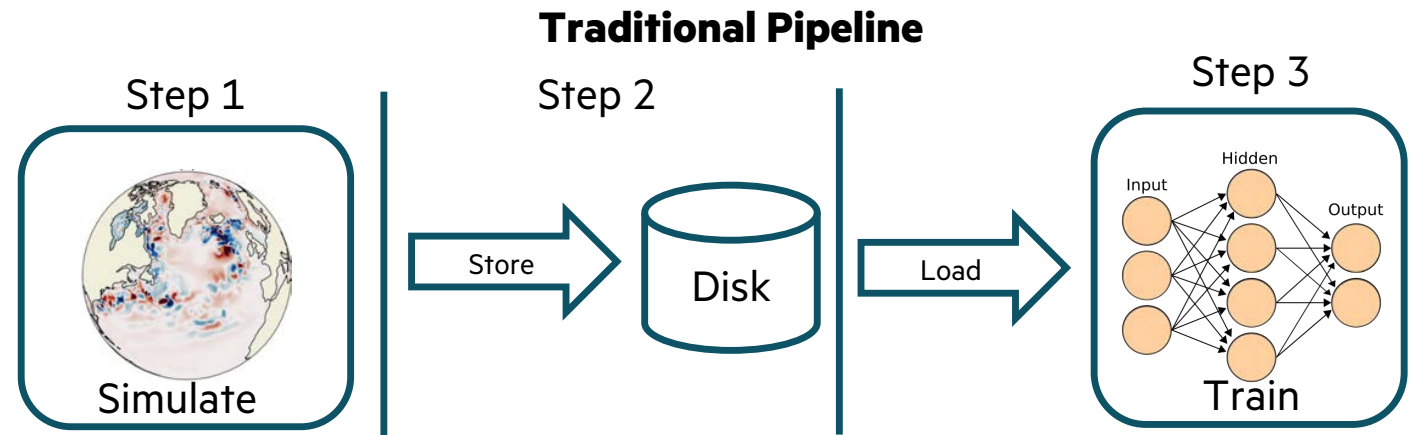 Traditional Pipeline
Step 1
Step 2
Step 3
Simulate
Store
Disk
Load
Input
Hidden
Output
Train